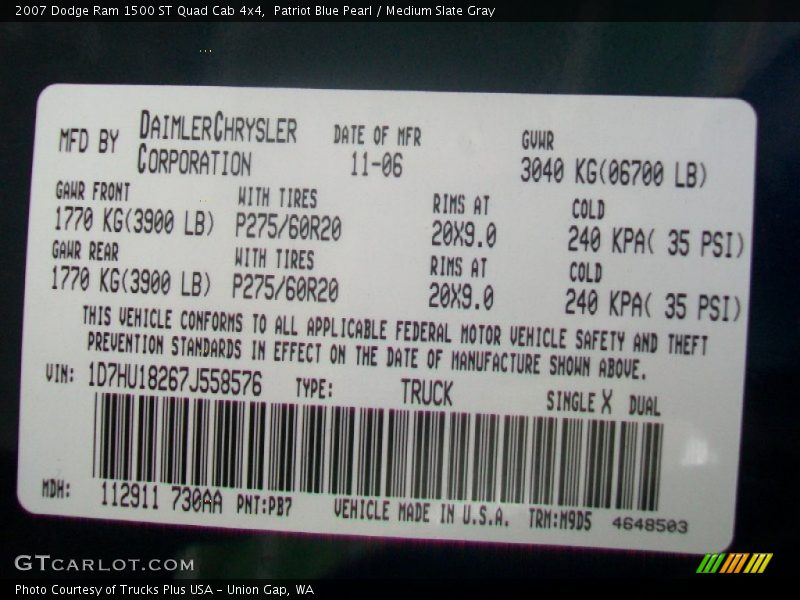 2007 Dodge Ram 1500 ST Quad Cab 4x4,  Patriot Blue Pearl / Medium Slate Gray
MFD BY DAIMLERCHRYSLER CORPORATION DATE OF MFR 11-06 GVWR 3040 KG(06700 LB)
GAWR FRONT WITH TIRES RIMS AT COLD
1770 KG(3900 LB) P275/60R20 20X9.0 240 KPA( 35 PSI)
GAWR REAR WITH TIRES RIMS AT COLD
1770 KG(3900 LB) P275/60R20 20X9.0 240 KPA( 35 PSI)
THIS VEHICLE CONFORMS TO ALL APPLICABLE FEDERAL MOTOR VEHICLE SAFETY AND THEFT
PREVENTION STANDARDS IN EFFECT ON THE DATE OF MANUFACTURE SHOWN ABOVE.
VIN: 1D7HU18267J558576 TYPE: TRUCK SINGLE X DUAL
MDH: 112911 730AA PNT:PB7 VEHICLE MADE IN U.S.A. TRM:M9D5 4648503
GTCARLOT.COM
Photo Courtesy of Trucks Plus USA – Union Gap, WA